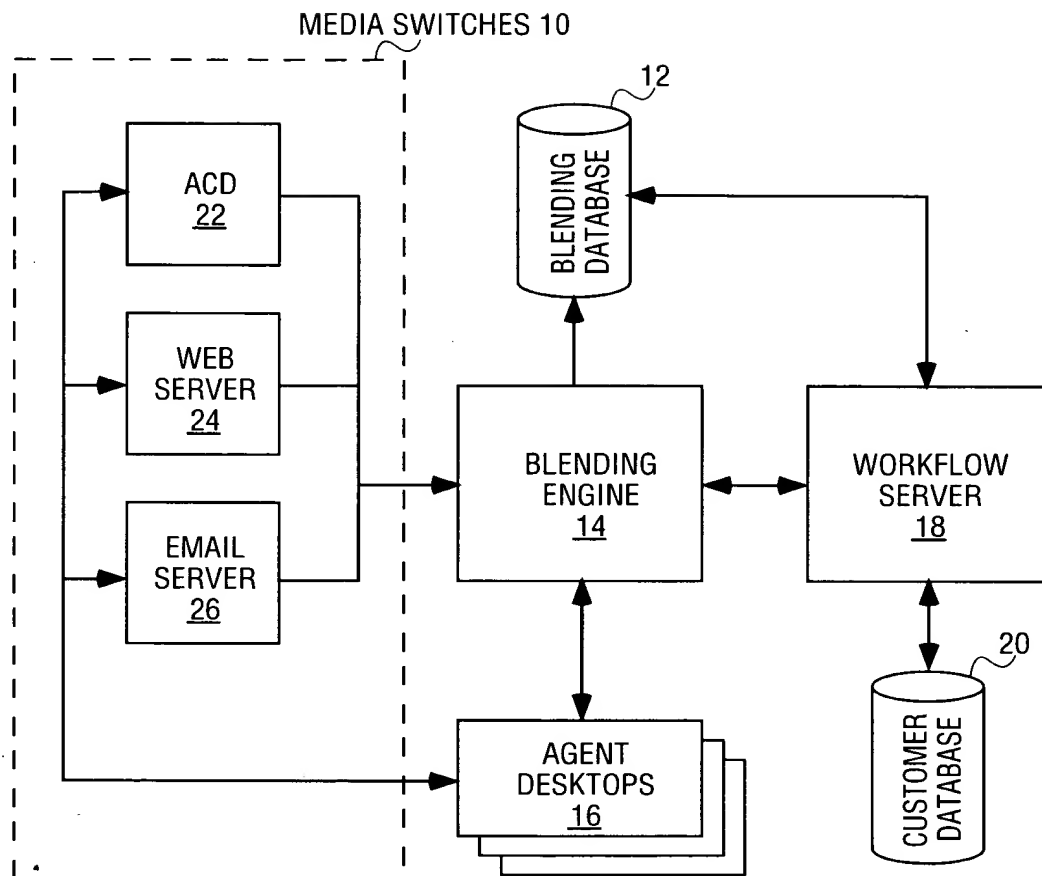 MEDIA SWITCHES 10
12
BLENDING
DATABASE
ACD
22
WEB
SERVER
24
EMAIL
SERVER
26
BLENDING
ENGINE
14
WORKFLOW
SERVER
18
20
CUSTOMER
DATABASE
AGENT
DESKTOPS
16